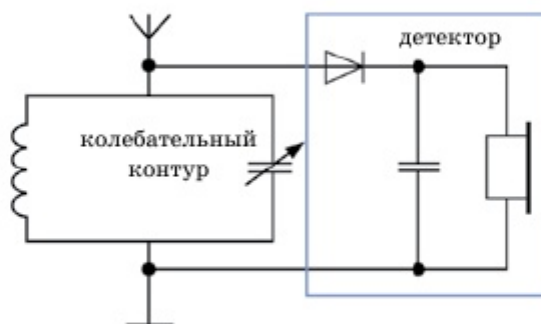 детектор
колебательный
контур